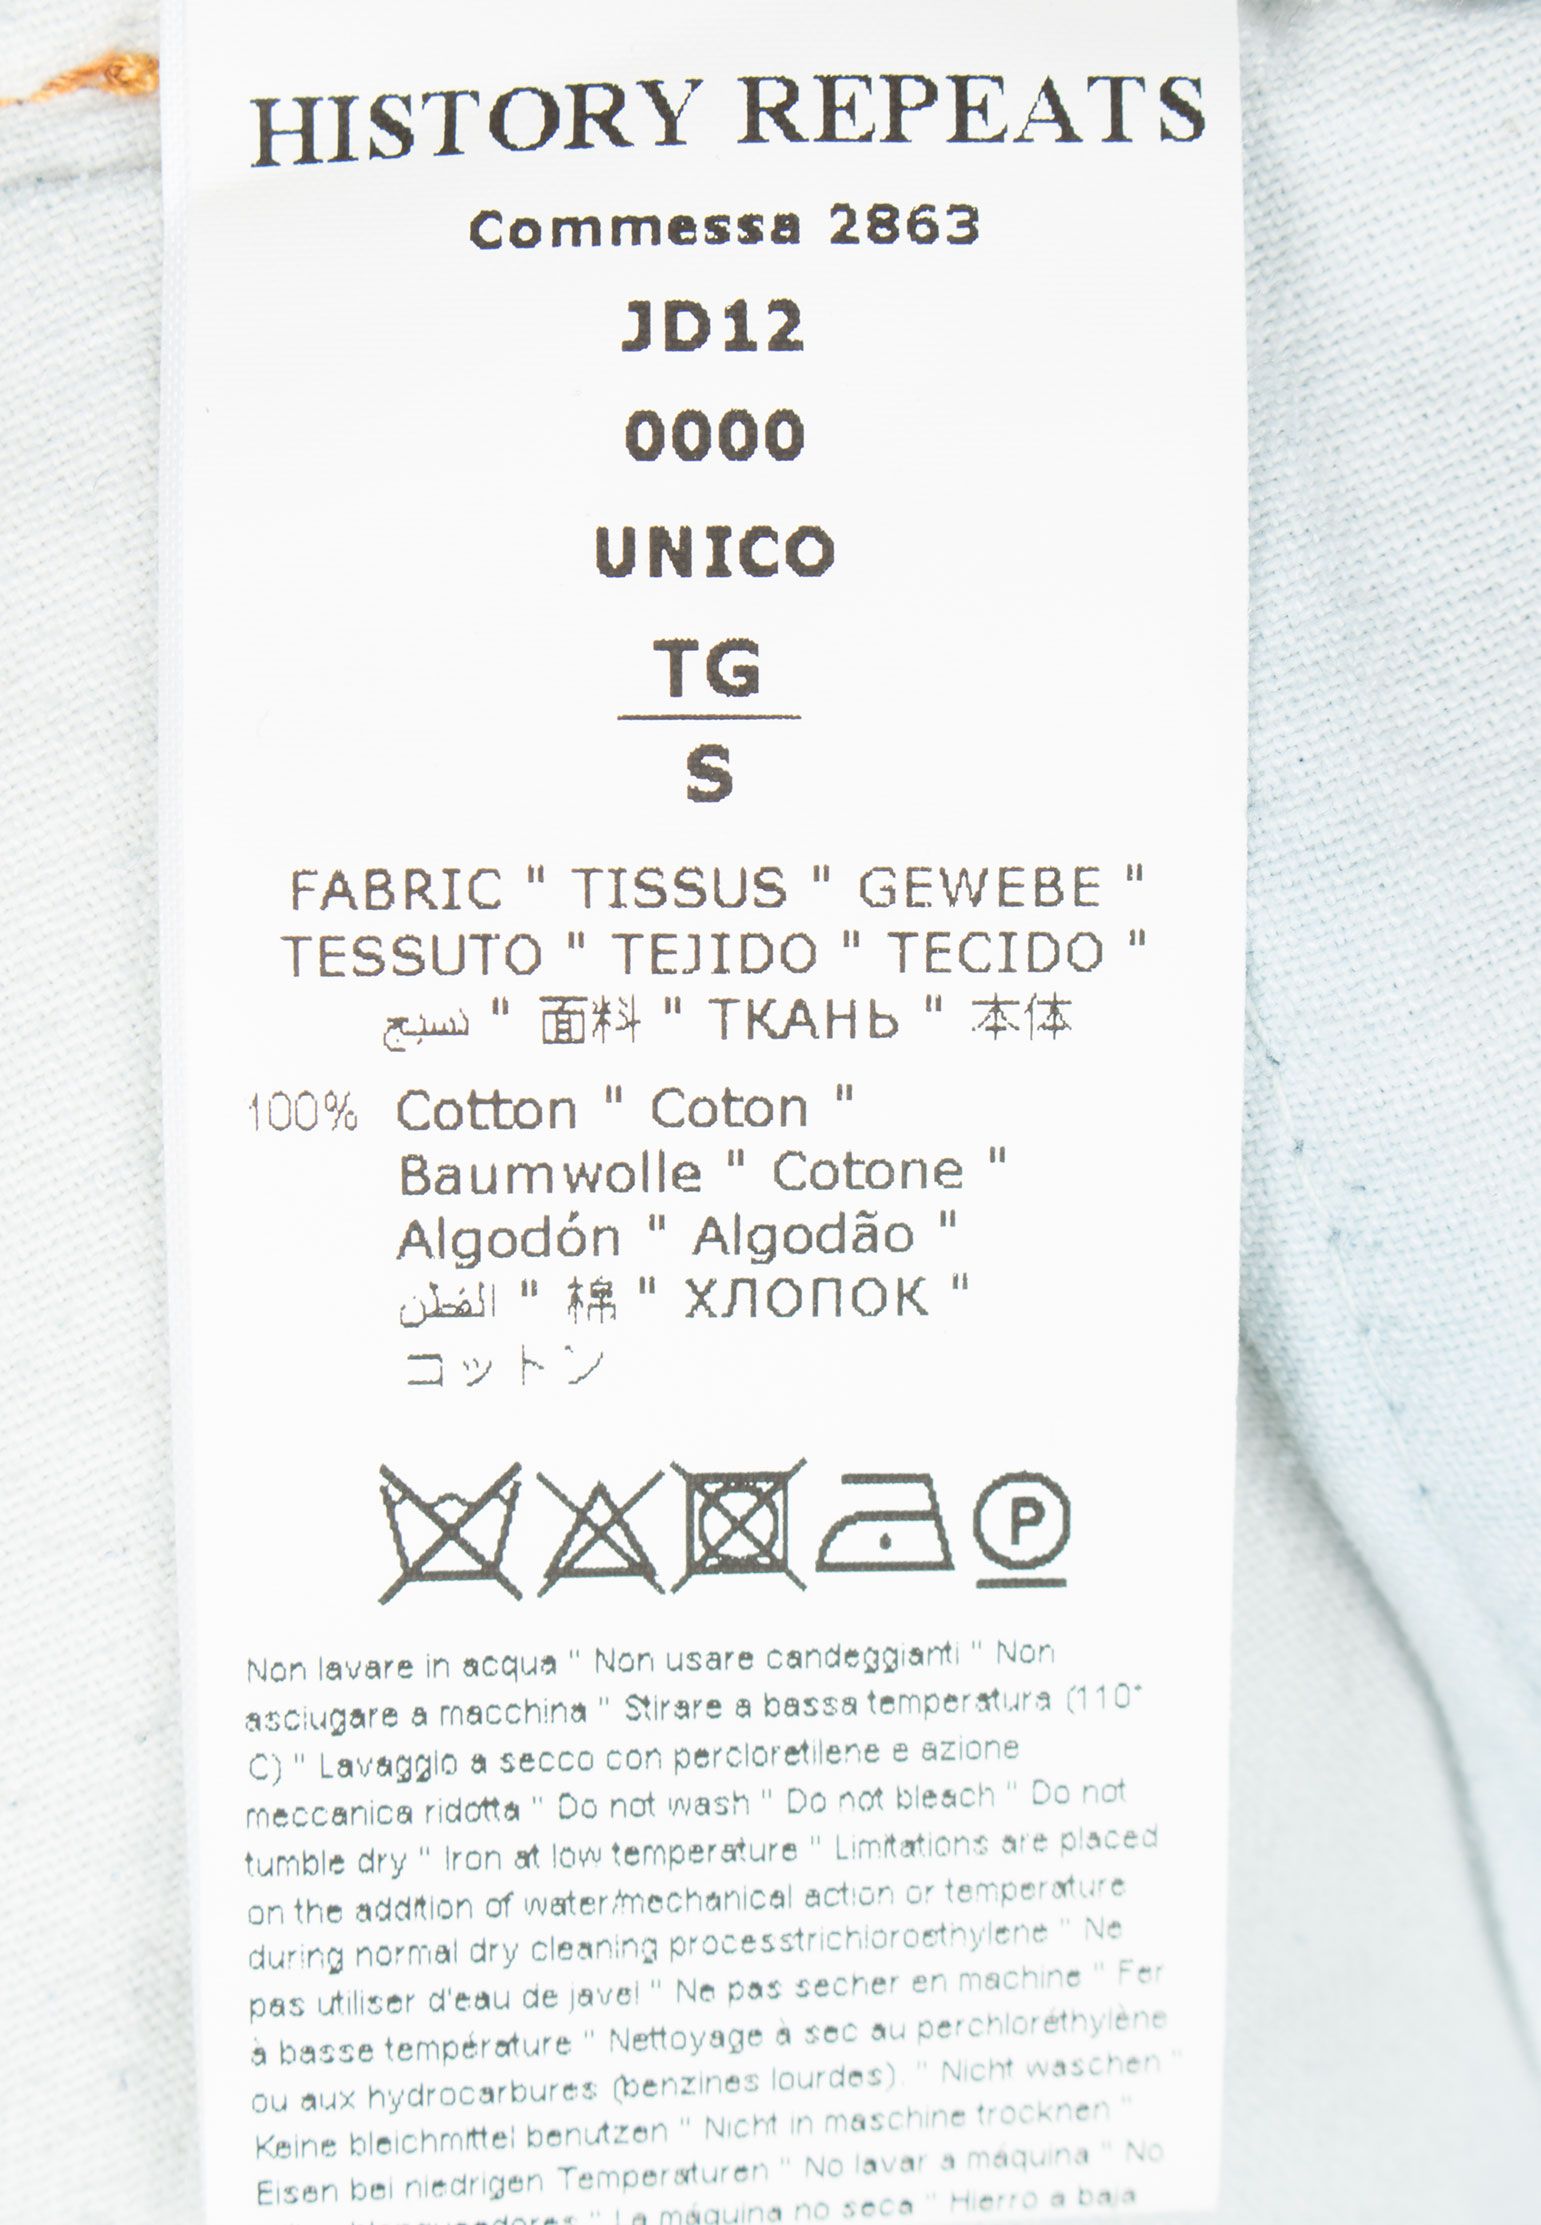 HISTORY REPEATS
Commessa 2863
JD12
0000
UNICO
TG
S
FABRIC " TISSUS " GEWEBE "
TESSUTO " TEJIDO " TECIDO "
نسيج " 面料 " ТКАНЬ " 本体
100% Cotton " Coton "
Baumwolle " Cotone "
Algodón " Algodão "
القطن " 棉 " ХЛОПОК "
コットン
P
Non lavare in acqua " Non usare candeggianti " Non
asciugare a macchina " Stirare a bassa temperatura (110°
C) " Lavaggio a secco con percloretilene e azione
meccanica ridotta " Do not wash " Do not bleach " Do not
tumble dry " Iron at low temperature " Limitations are placed
on the addition of water/mechanical action or temperature
during normal dry cleaning processtrichloroethylene " Ne
pas utiliser d'eau de javel " Ne pas secher en machine " Fer
à basse température " Nettoyage à sec au perchloréthylène
ou aux hydrocarbures (benzines lourdes). " Nicht waschen "
Keine bleichmittel benutzen " Nicht in maschine trocknen "
Eisen bei niedrigen Temperaturen " No lavar a máquina " No
" La máquina no seca " Hierro a baja